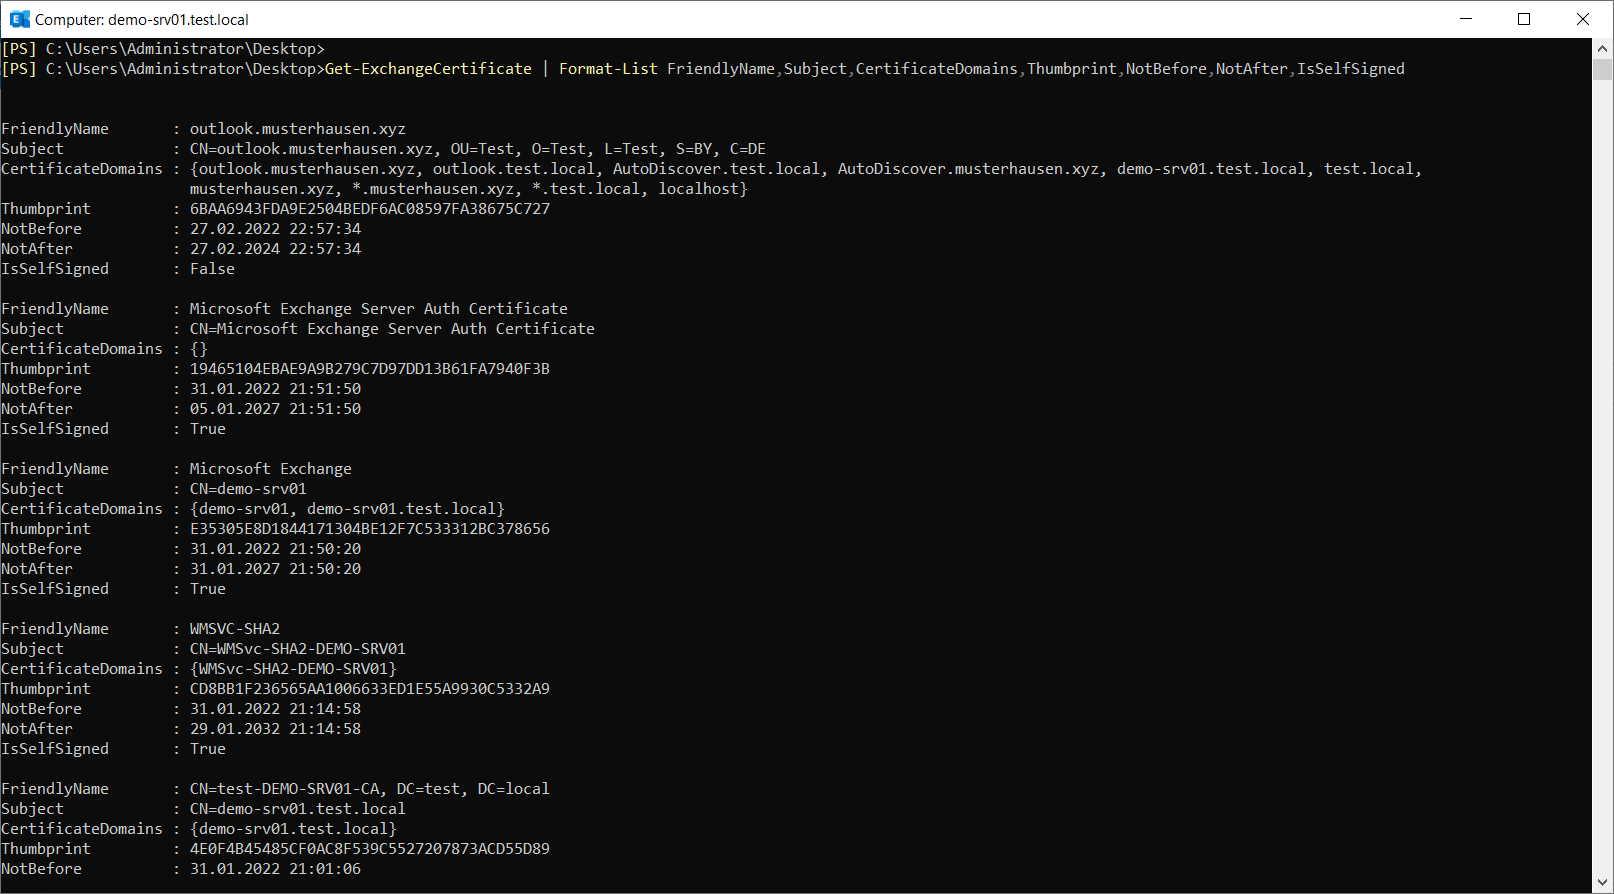 Computer: demo-srv01.test.local
[PS] C:\Users\Administrator\Desktop>
[PS] C:\Users\Administrator\Desktop>Get-ExchangeCertificate | Format-List FriendlyName,Subject,CertificateDomains,Thumbprint,NotBefore,NotAfter,IsSelfSigned
FriendlyName       : outlook.musterhausen.xyz
Subject            : CN=outlook.musterhausen.xyz, OU=Test, O=Test, L=Test, S=BY, C=DE
CertificateDomains : {outlook.musterhausen.xyz, outlook.test.local, AutoDiscover.test.local, AutoDiscover.musterhausen.xyz, demo-srv01.test.local, test.local,
                     musterhausen.xyz, *.musterhausen.xyz, *.test.local, localhost}
Thumbprint         : 6BAA6943FDA9E2504BEDF6AC08597FA38675C727
NotBefore          : 27.02.2022 22:57:34
NotAfter           : 27.02.2024 22:57:34
IsSelfSigned       : False
FriendlyName       : Microsoft Exchange Server Auth Certificate
Subject            : CN=Microsoft Exchange Server Auth Certificate
CertificateDomains : {}
Thumbprint         : 19465104EBAE9A9B279C7D97DD13B61FA7940F3B
NotBefore          : 31.01.2022 21:51:50
NotAfter           : 05.01.2027 21:51:50
IsSelfSigned       : True
FriendlyName       : Microsoft Exchange
Subject            : CN=demo-srv01
CertificateDomains : {demo-srv01, demo-srv01.test.local}
Thumbprint         : E35305E8D1844171304BE12F7C533312BC378656
NotBefore          : 31.01.2022 21:50:20
NotAfter           : 31.01.2027 21:50:20
IsSelfSigned       : True
FriendlyName       : WMSVC-SHA2
Subject            : CN=WMSvc-SHA2-DEMO-SRV01
CertificateDomains : {WMSvc-SHA2-DEMO-SRV01}
Thumbprint         : CD8BB1F236565AA1006633ED1E55A9930C5332A9
NotBefore          : 31.01.2022 21:14:58
NotAfter           : 29.01.2032 21:14:58
IsSelfSigned       : True
FriendlyName       : CN=test-DEMO-SRV01-CA, DC=test, DC=local
Subject            : CN=demo-srv01.test.local
CertificateDomains : {demo-srv01.test.local}
Thumbprint         : 4E0F4B45485CF0AC8F539C5527207873ACD55D89
NotBefore          : 31.01.2022 21:01:06